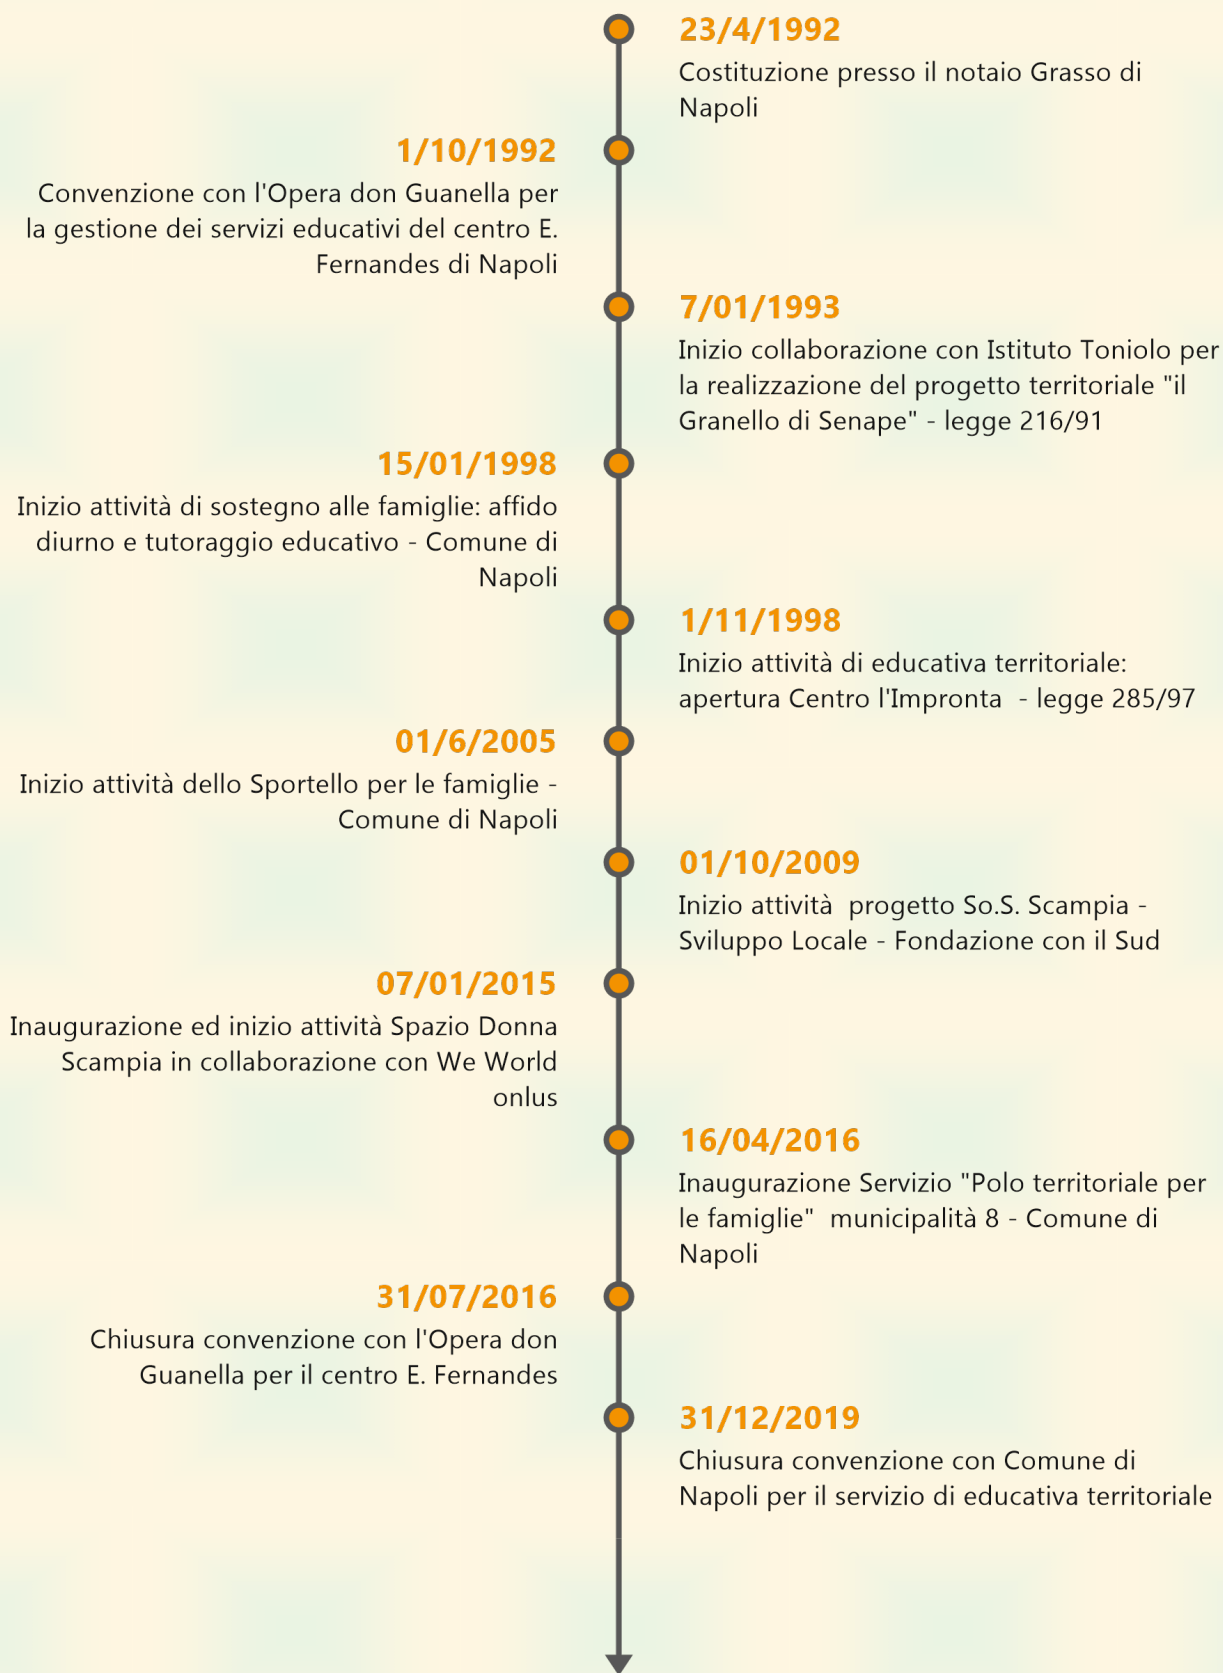 23/4/1992
Costituzione presso il notaio Grasso di
Napoli
1/10/1992
Convenzione con l'Opera don Guanella per
la gestione dei servizi educativi del centro E.
Fernandes di Napoli
7/01/1993
Inizio collaborazione con Istituto Toniolo per
la realizzazione del progetto territoriale "il
Granello di Senape" - legge 216/91
15/01/1998
Inizio attività di sostegno alle famiglie: affido
diurno e tutoraggio educativo - Comune di
Napoli
1/11/1998
Inizio attività di educativa territoriale:
apertura Centro l'Impronta  - legge 285/97
01/6/2005
Inizio attività dello Sportello per le famiglie -
Comune di Napoli
01/10/2009
Inizio attività  progetto So.S. Scampia -
Sviluppo Locale - Fondazione con il Sud
07/01/2015
Inaugurazione ed inizio attività Spazio Donna
Scampia in collaborazione con We World
onlus
16/04/2016
Inaugurazione Servizio "Polo territoriale per
le famiglie"  municipalità 8 - Comune di
Napoli
31/07/2016
Chiusura convenzione con l'Opera don
Guanella per il centro E. Fernandes
31/12/2019
Chiusura convenzione con Comune di
Napoli per il servizio di educativa territoriale